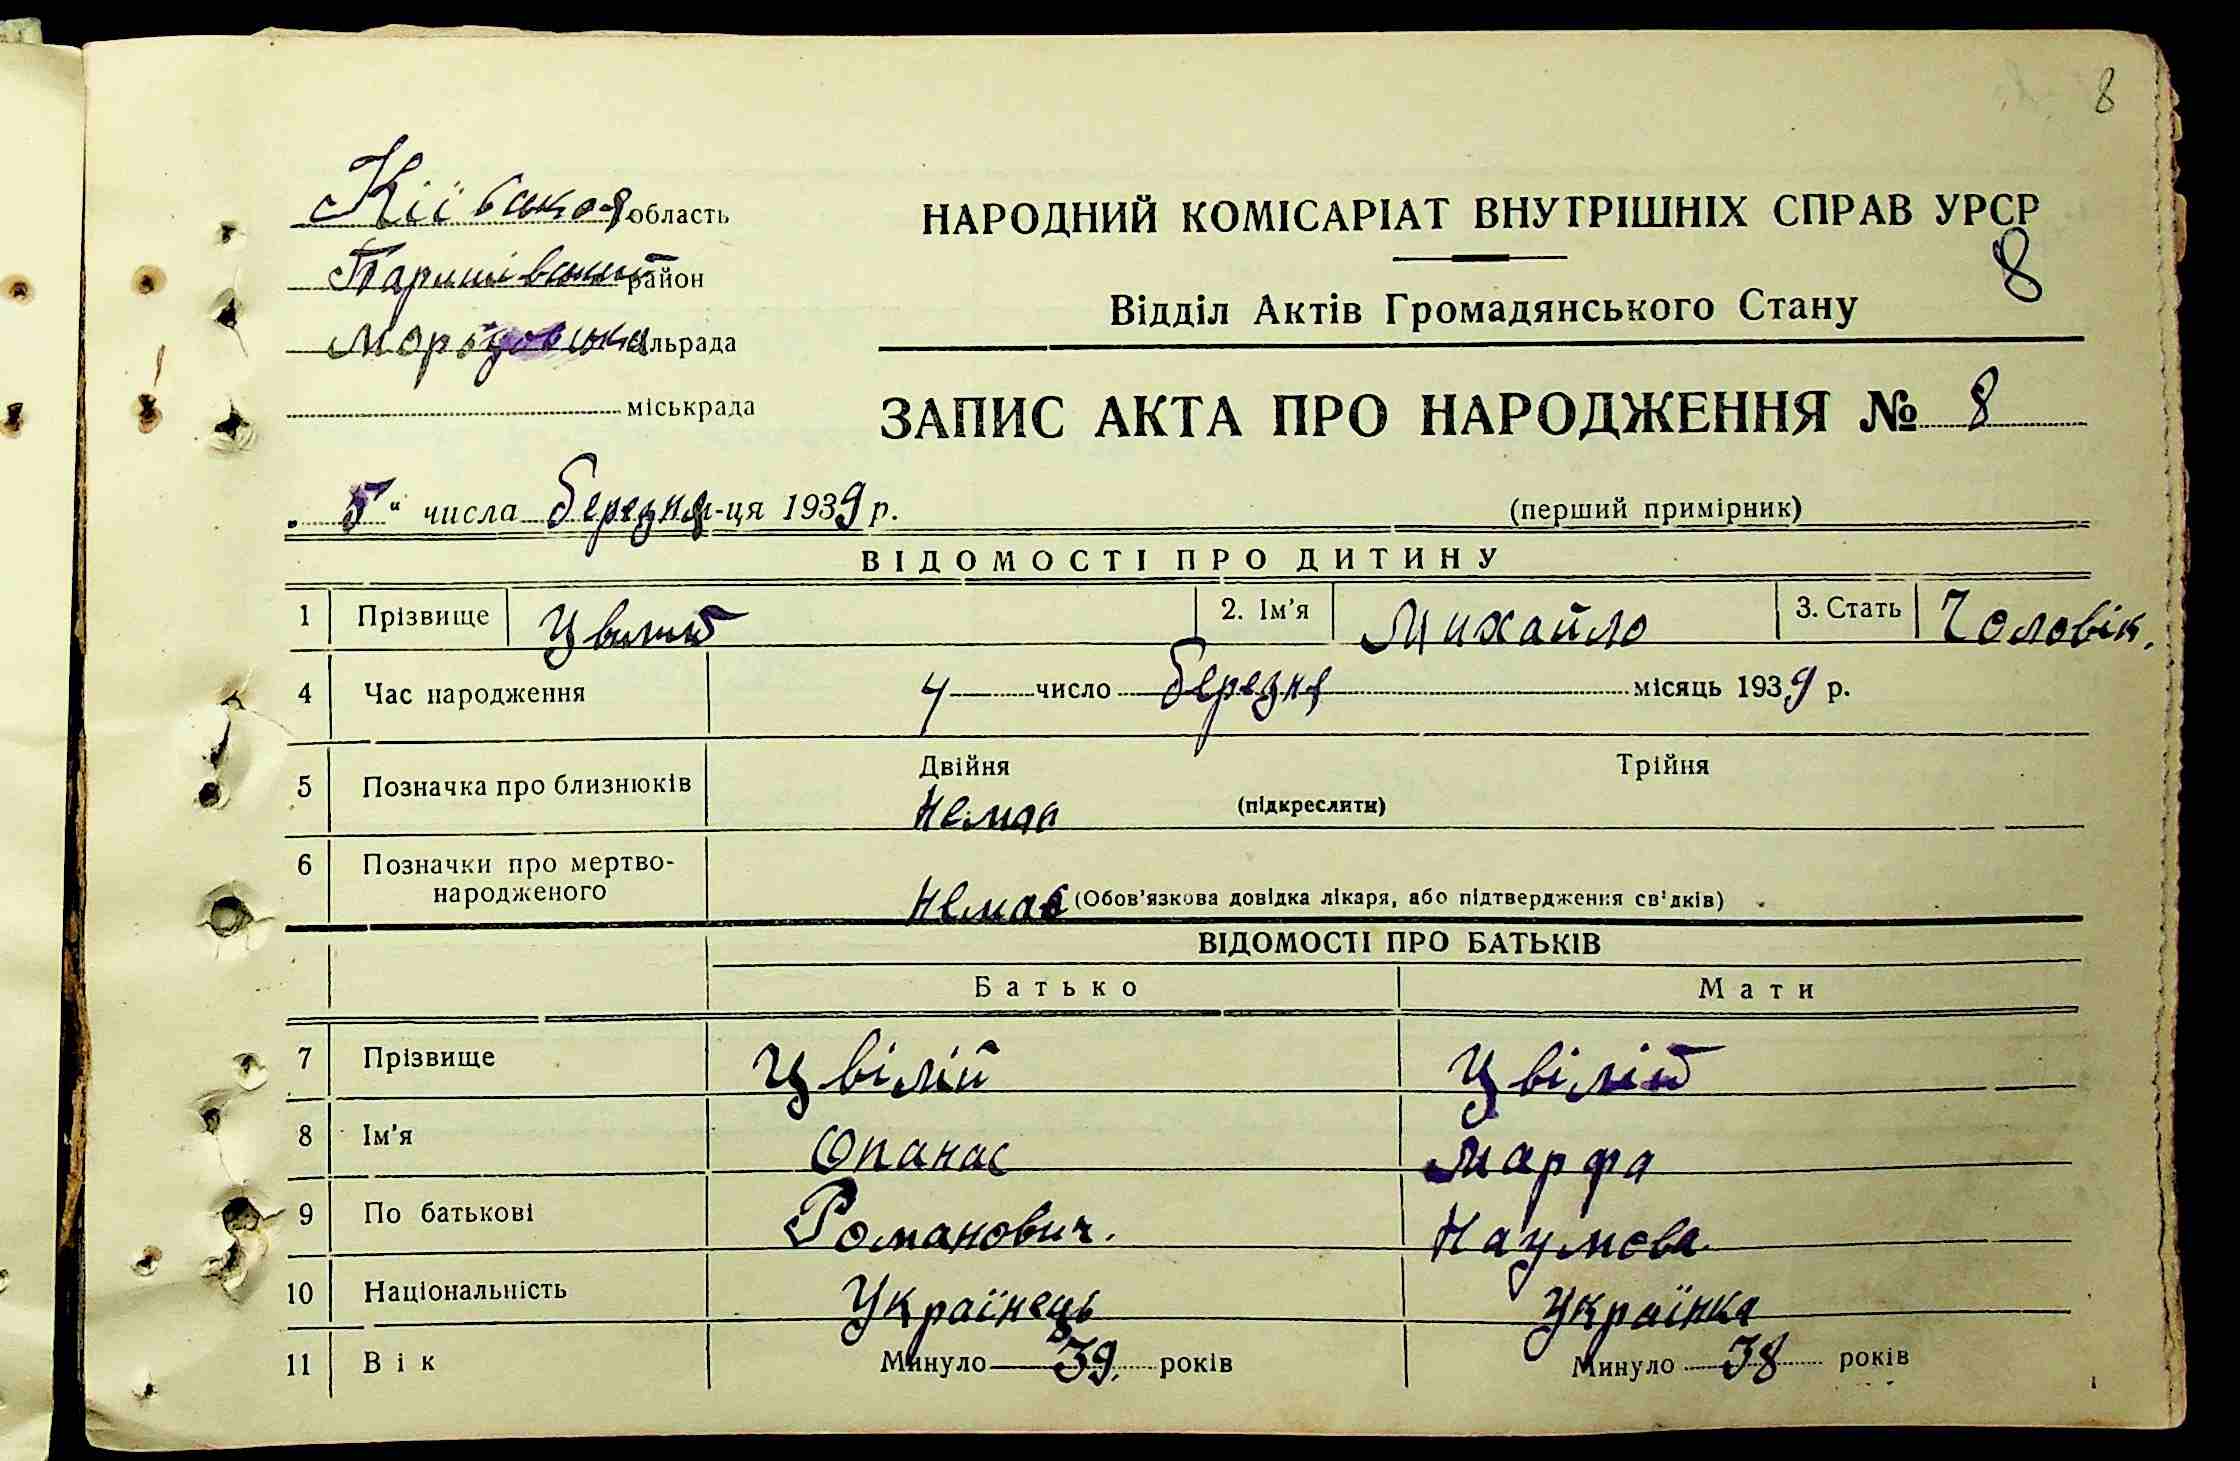 8
Кіївська область
НАРОДНИЙ КОМІСАРІАТ ВНУТРІШНІХ СПРАВ УРСР
8
район
Відділ Актів Громадянського Стану
сільрада
міськрада
ЗАПИС АКТА ПРО НАРОДЖЕННЯ № 8
„5“ числа березня м-ця 1939 р.
(перший примірник)
ВІДОМОСТІ ПРО ДИТИНУ
1 Прізвище Цвилий 2. Ім'я Михайло 3. Стать Чоловік.
4 Час народження 4 число березня місяць 1939 р.
5 Позначка про близнюків Двійня Трійня
Немає (підкреслити)
6 Позначки про мертво-
народженого
Немає (Обов'язкова довідка лікаря, або підтвердження свідків)
ВІДОМОСТІ ПРО БАТЬКІВ
Батько Мати
7 Прізвище Цвілій Цвілій
8 Ім'я Опанас Марфа
9 По батькові Романович. Наумова
10 Національність Українець Українка
11 Вік Минуло 39 років Минуло 38 років